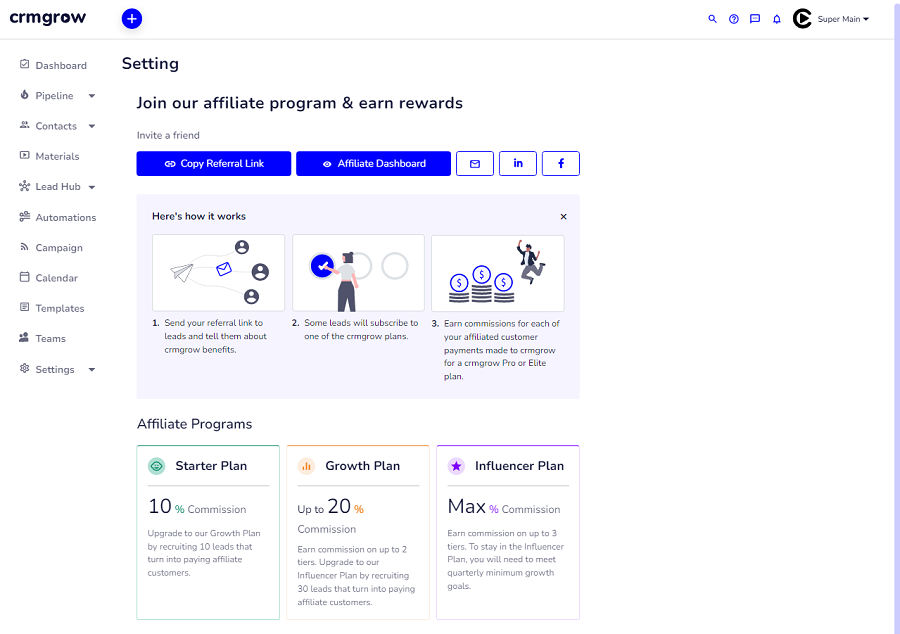 crmgrow
Super Main
Dashboard
Pipeline
Contacts
Materials
Lead Hub
Automations
Campaign
Calendar
Templates
Teams
Settings
Setting
Join our affiliate program & earn rewards
Invite a friend
Copy Referral Link
Affiliate Dashboard
in
f
Here's how it works
1. Send your referral link to
leads and tell them about
crmgrow benefits.
2. Some leads will subscribe to
one of the crmgrow plans.
$ $ $
3. Earn commissions for each of
your affiliated customer
payments made to crmgrow
for a crmgrow Pro or Elite
plan.
Affiliate Programs
Starter Plan
10 % Commission
Upgrade to our Growth Plan
by recruiting 10 leads that
turn into paying affiliate
customers.
Growth Plan
Up to 20 %
Commission
Earn commission on up to 2
tiers. Upgrade to our
Influencer Plan by recruiting
30 leads that turn into paying
affiliate customers.
Influencer Plan
Max % Commission
Earn commission on up to 3
tiers. To stay in the Influencer
Plan, you will need to meet
quarterly minimum growth
goals.